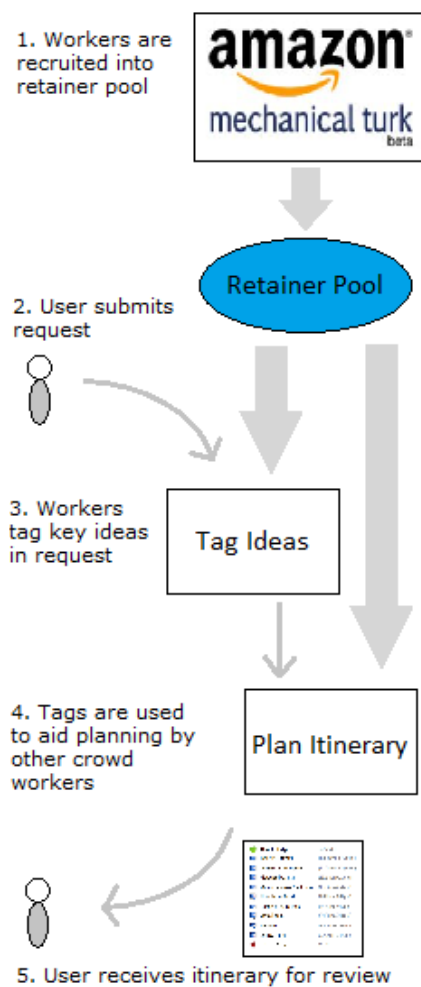 1. Workers are
recruited into
retainer pool
amazon
mechanical turk
beta
Retainer Pool
2. User submits
request
3. Workers
tag key ideas
in request
Tag Ideas
4. Tags are used
to aid planning by
other crowd
workers
Plan Itinerary
5. User receives itinerary for review